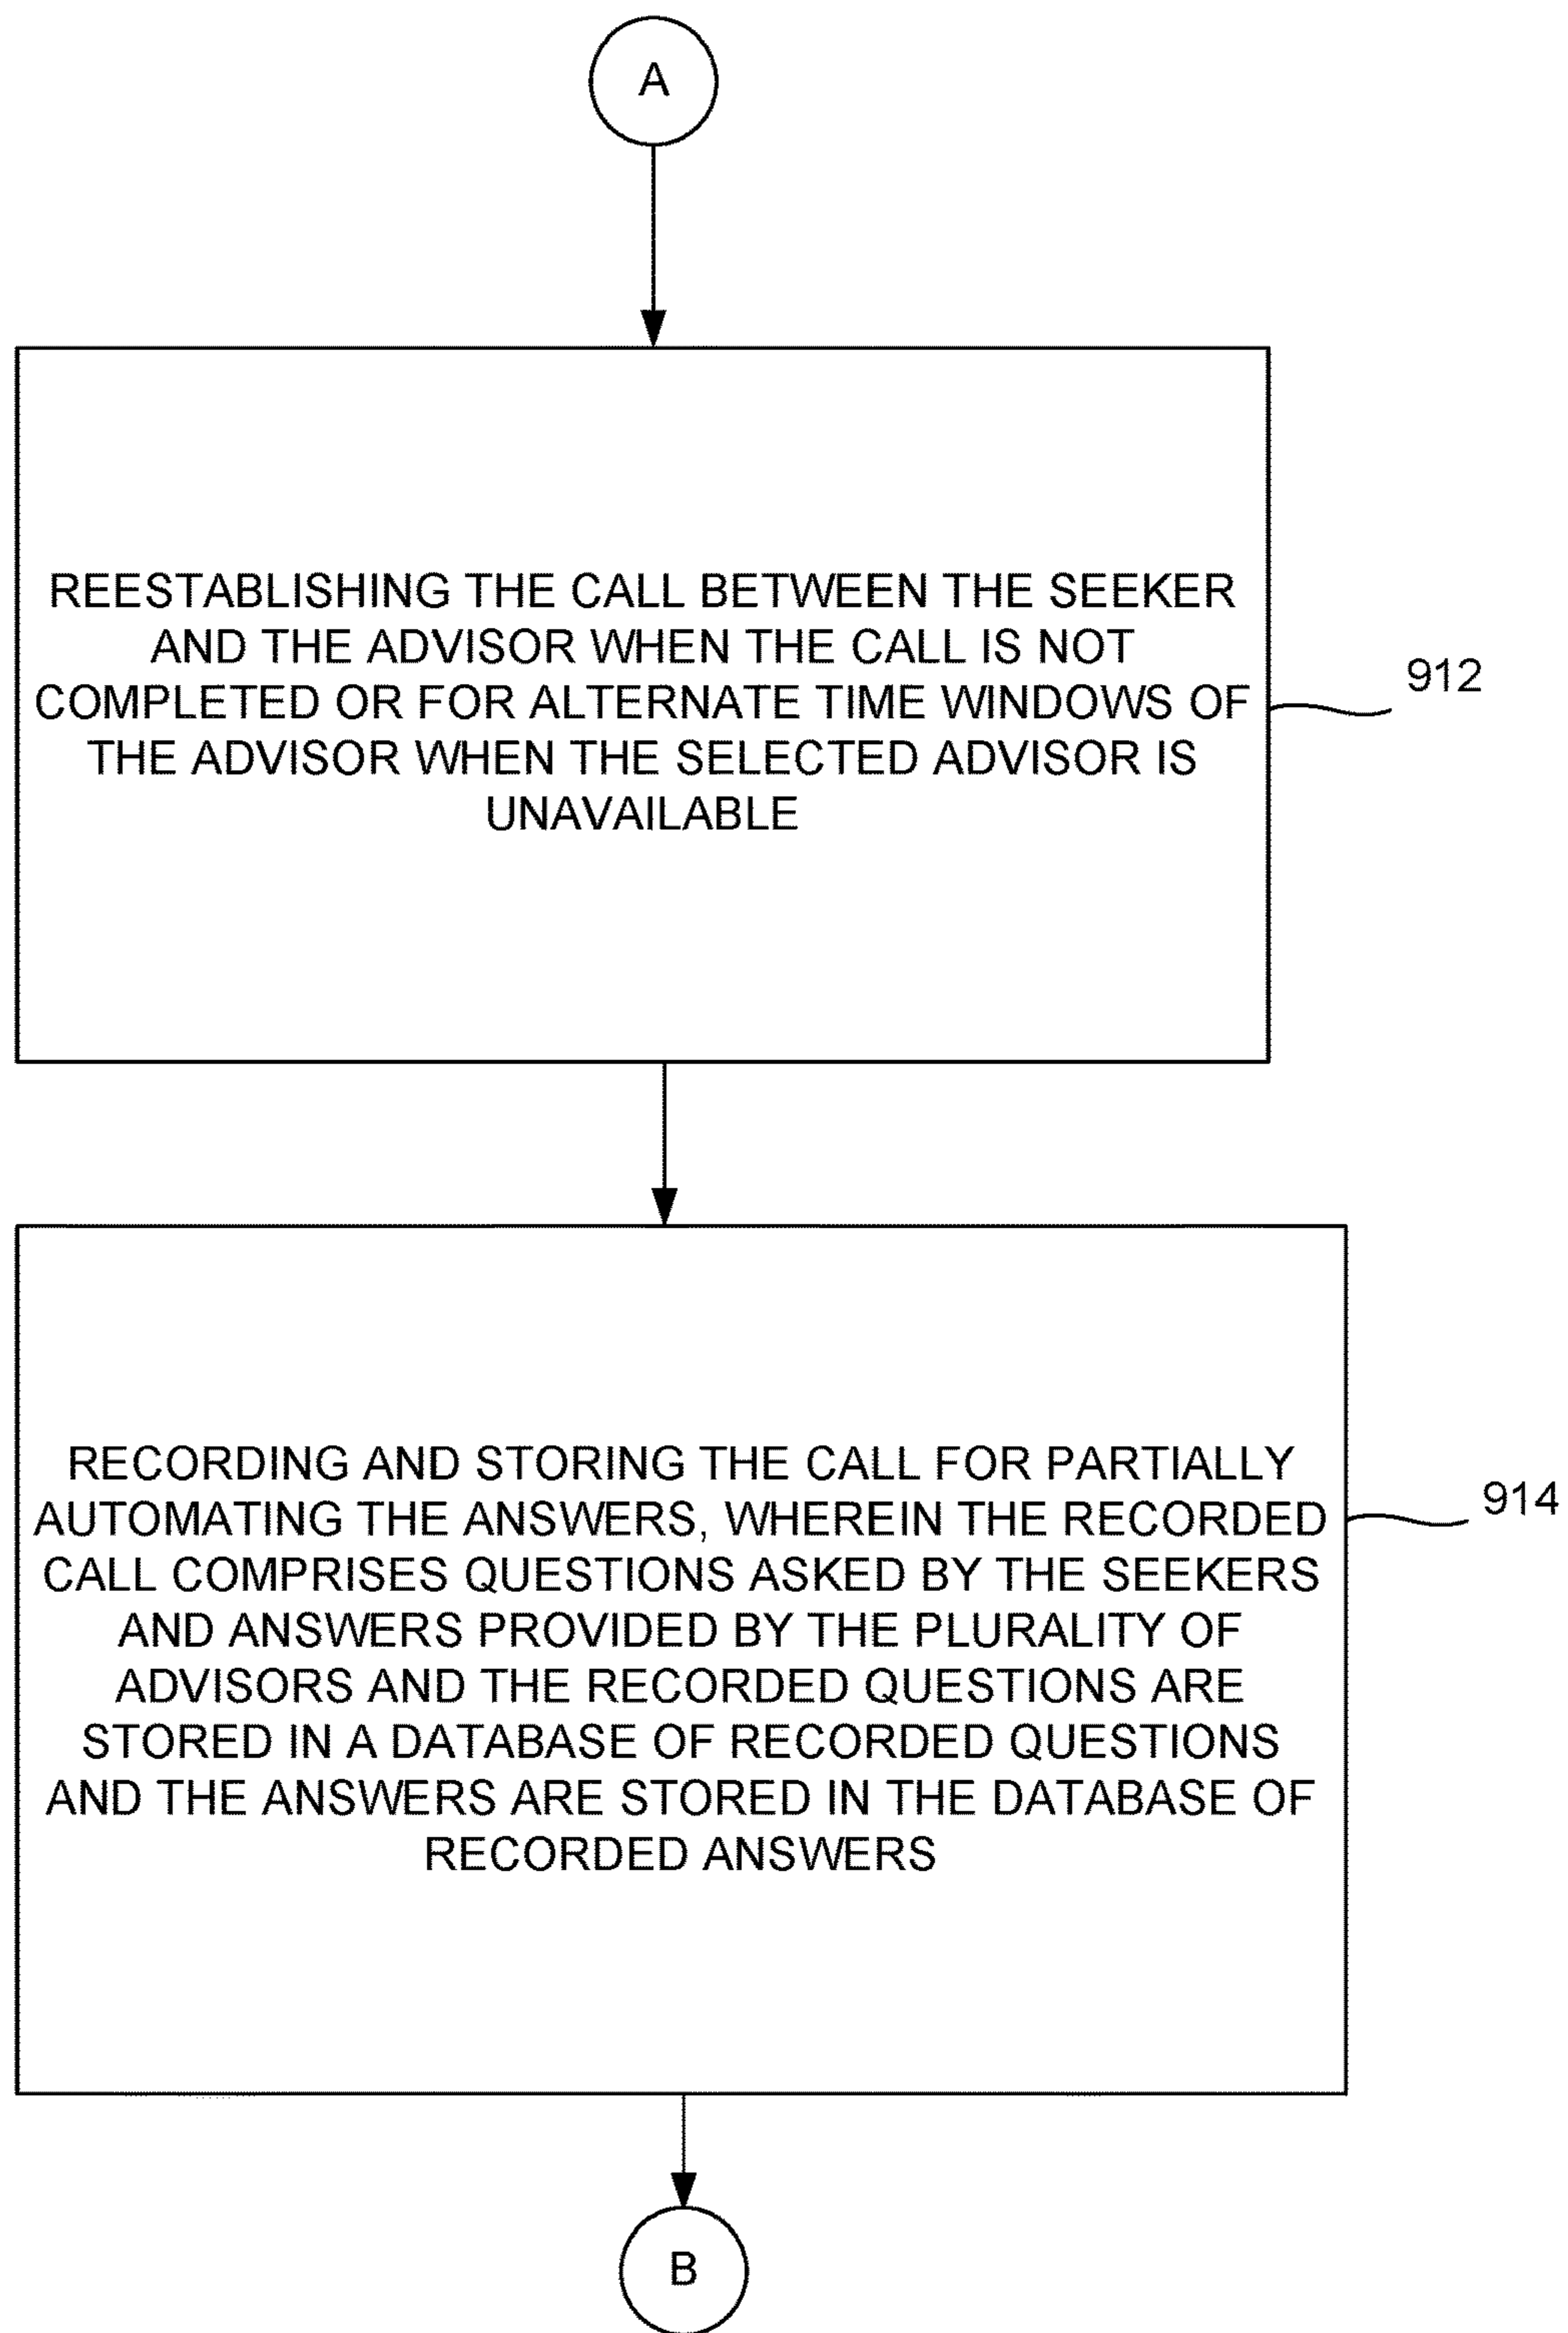 A
REESTABLISHING THE CALL BETWEEN THE SEEKER
AND THE ADVISOR WHEN THE CALL IS NOT
COMPLETED OR FOR ALTERNATE TIME WINDOWS OF
THE ADVISOR WHEN THE SELECTED ADVISOR IS
UNAVAILABLE
912
RECORDING AND STORING THE CALL FOR PARTIALLY
AUTOMATING THE ANSWERS, WHEREIN THE RECORDED
CALL COMPRISES QUESTIONS ASKED BY THE SEEKERS
AND ANSWERS PROVIDED BY THE PLURALITY OF
ADVISORS AND THE RECORDED QUESTIONS ARE
STORED IN A DATABASE OF RECORDED QUESTIONS
AND THE ANSWERS ARE STORED IN THE DATABASE OF
RECORDED ANSWERS
914
B